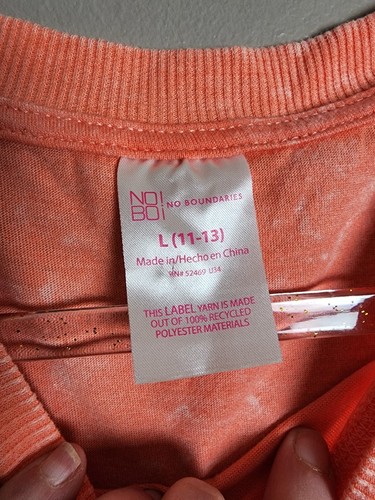 NO!
BO! NO BOUNDARIES
L (11-13)
Made in/Hecho en China
RN# 52469 U34
THIS LABEL YARN IS MADE
OUT OF 100% RECYCLED
POLYESTER MATERIALS